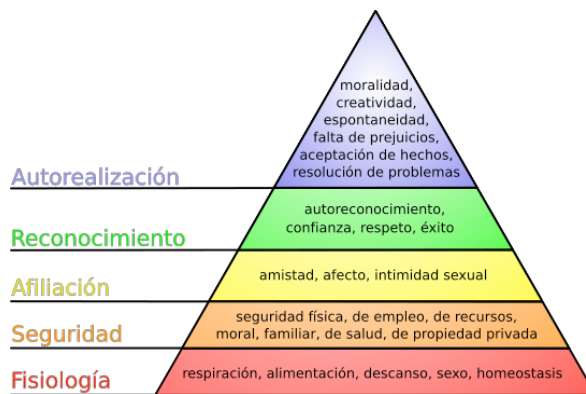 moralidad,
creatividad,
espontaneidad,
falta de prejuicios,
aceptación de hechos,
resolución de problemas
Autorealización
autoreconocimiento,
confianza, respeto, éxito
Reconocimiento
amistad, afecto, intimidad sexual
Afiliación
seguridad física, de empleo, de recursos,
moral, familiar, de salud, de propiedad privada
Seguridad
respiración, alimentación, descanso, sexo, homeostasis
Fisiología